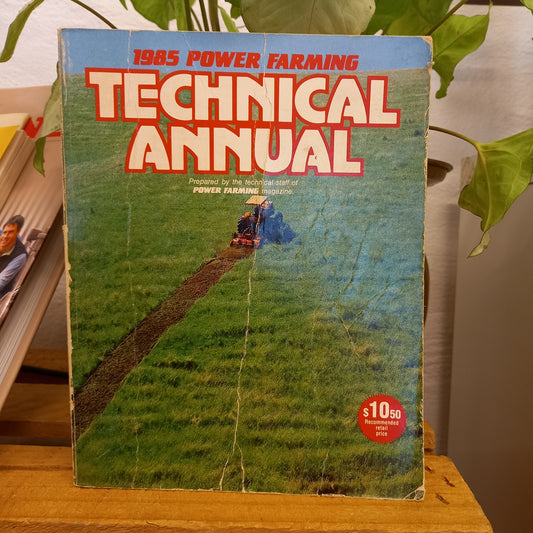 1985 POWER FARMING
TECHNICAL
ANNUAL
Prepared by the technical staff of
POWER FARMING magazine.
$10.50
Recommended
retail
price